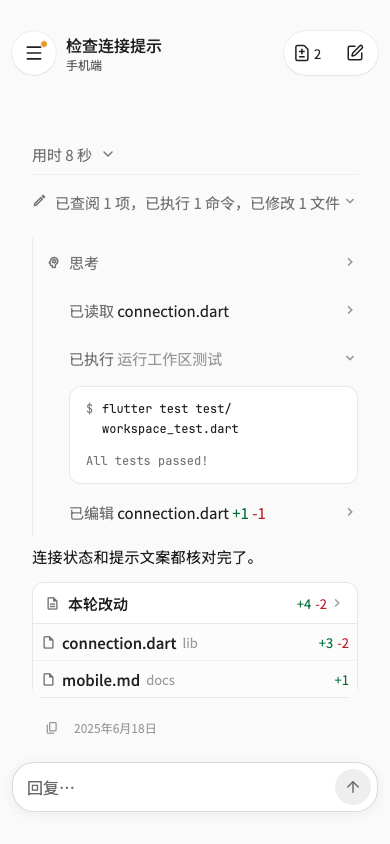 检查连接提示
手机端
2
用时 8 秒
已查阅 1 项，已执行 1 命令，已修改 1 文件
思考
已读取 connection.dart
已执行 运行工作区测试
$ flutter test test/
workspace_test.dart
All tests passed!
已编辑 connection.dart +1 -1
连接状态和提示文案都核对完了。
本轮改动 +4 -2
connection.dart lib +3 -2
mobile.md docs +1
2025年6月18日
回复…